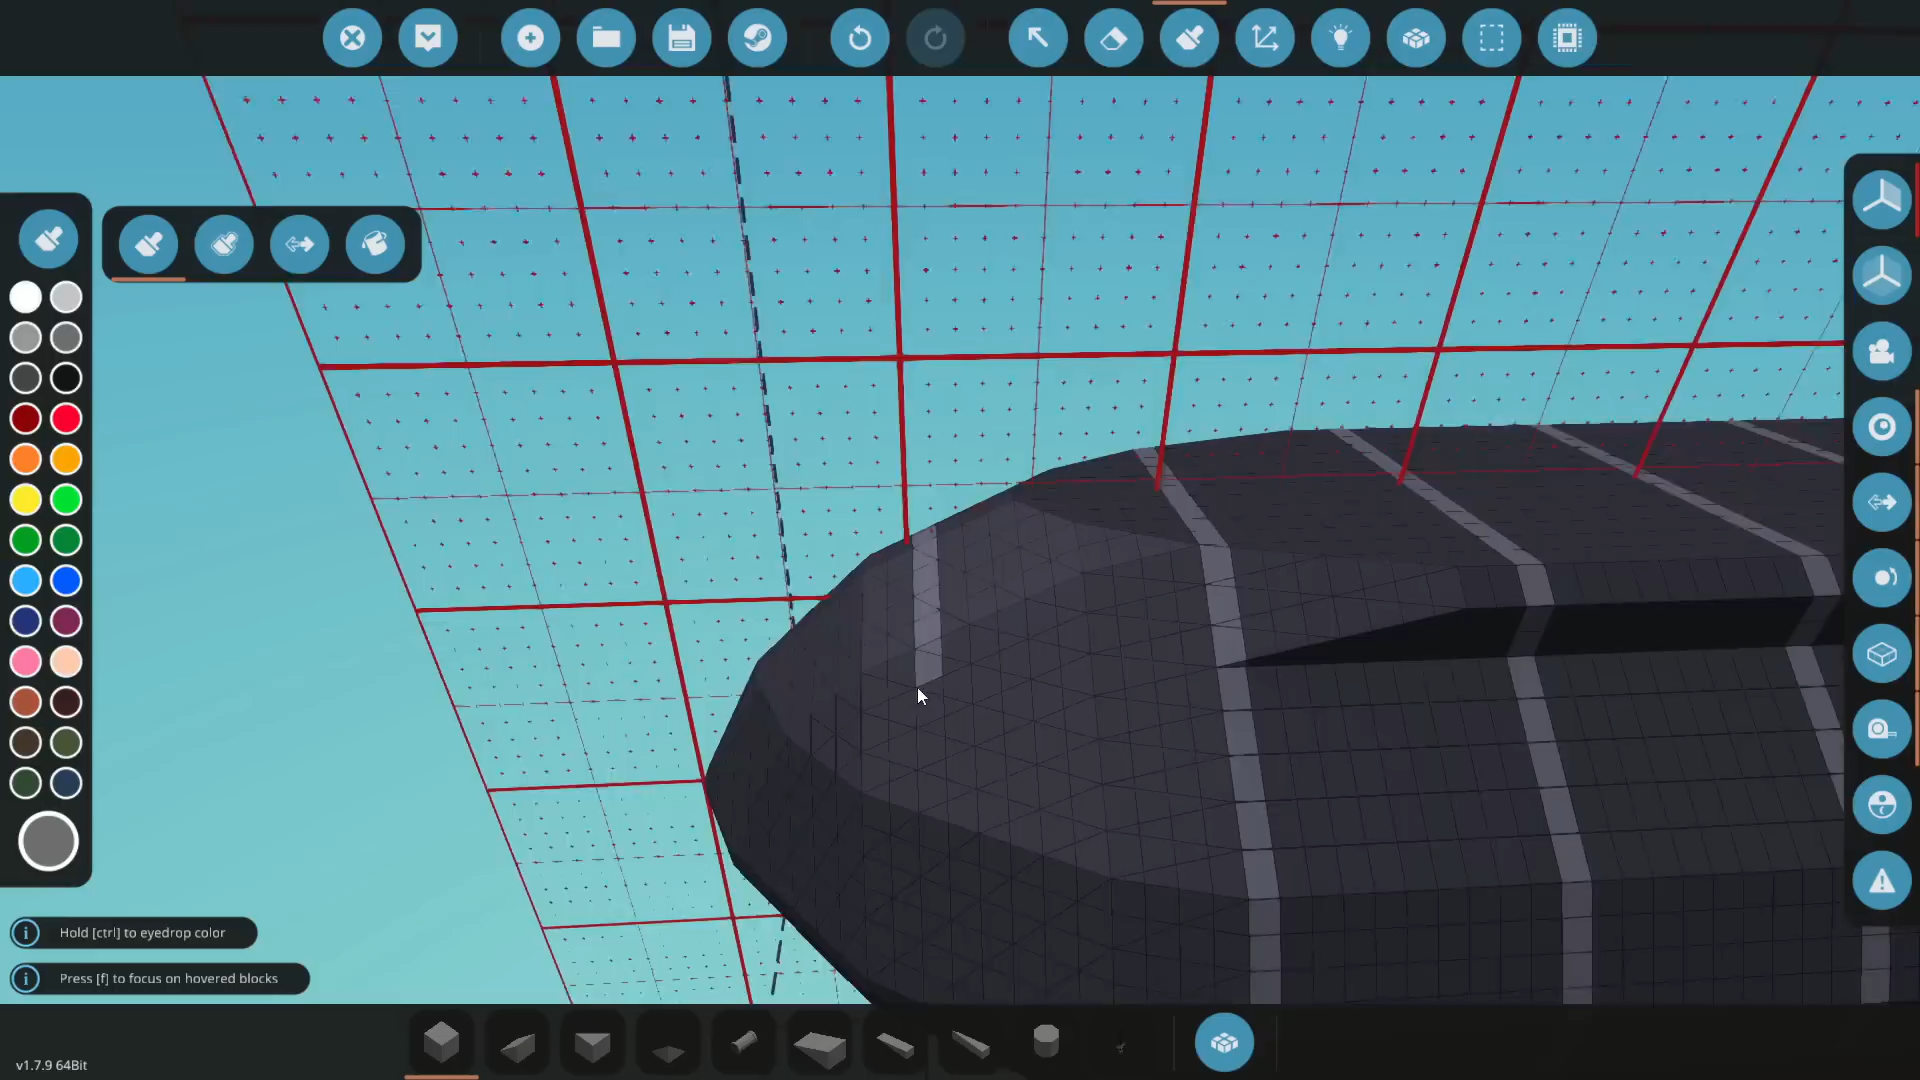 Hold [ctrl] to eyedrop color
Press [f] to focus on hovered blocks
v1.7.9 64Bit